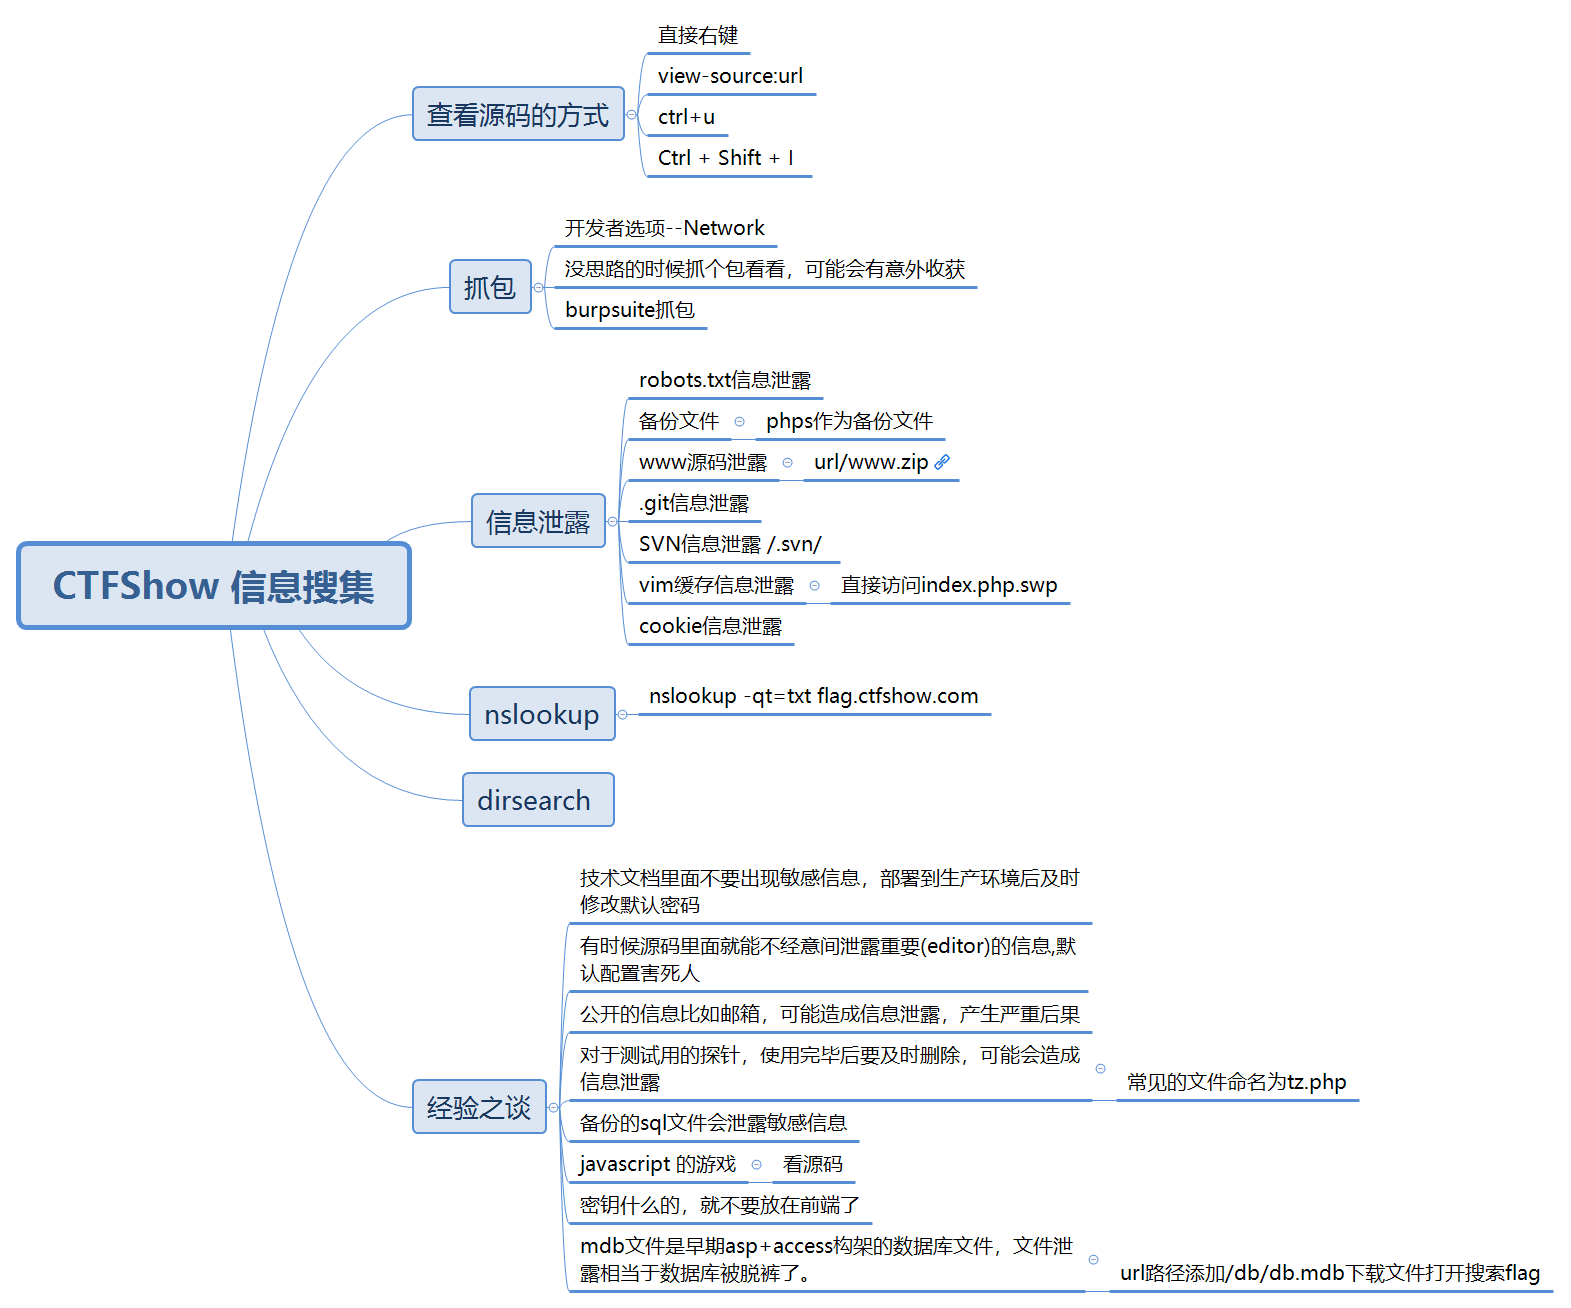 CTFShow 信息搜集
查看源码的方式
直接右键
view-source:url
ctrl+u
Ctrl + Shift + I
抓包
开发者选项--Network
没思路的时候抓个包看看，可能会有意外收获
burpsuite抓包
信息泄露
robots.txt信息泄露
备份文件
phps作为备份文件
www源码泄露
url/www.zip
.git信息泄露
SVN信息泄露 /.svn/
vim缓存信息泄露
直接访问index.php.swp
cookie信息泄露
nslookup
nslookup -qt=txt flag.ctfshow.com
dirsearch
经验之谈
技术文档里面不要出现敏感信息，部署到生产环境后及时
修改默认密码
有时候源码里面就能不经意间泄露重要(editor)的信息,默
认配置害死人
公开的信息比如邮箱，可能造成信息泄露，产生严重后果
对于测试用的探针，使用完毕后要及时删除，可能会造成
信息泄露
常见的文件命名为tz.php
备份的sql文件会泄露敏感信息
javascript 的游戏
看源码
密钥什么的，就不要放在前端了
mdb文件是早期asp+access构架的数据库文件，文件泄
露相当于数据库被脱裤了。
url路径添加/db/db.mdb下载文件打开搜索flag